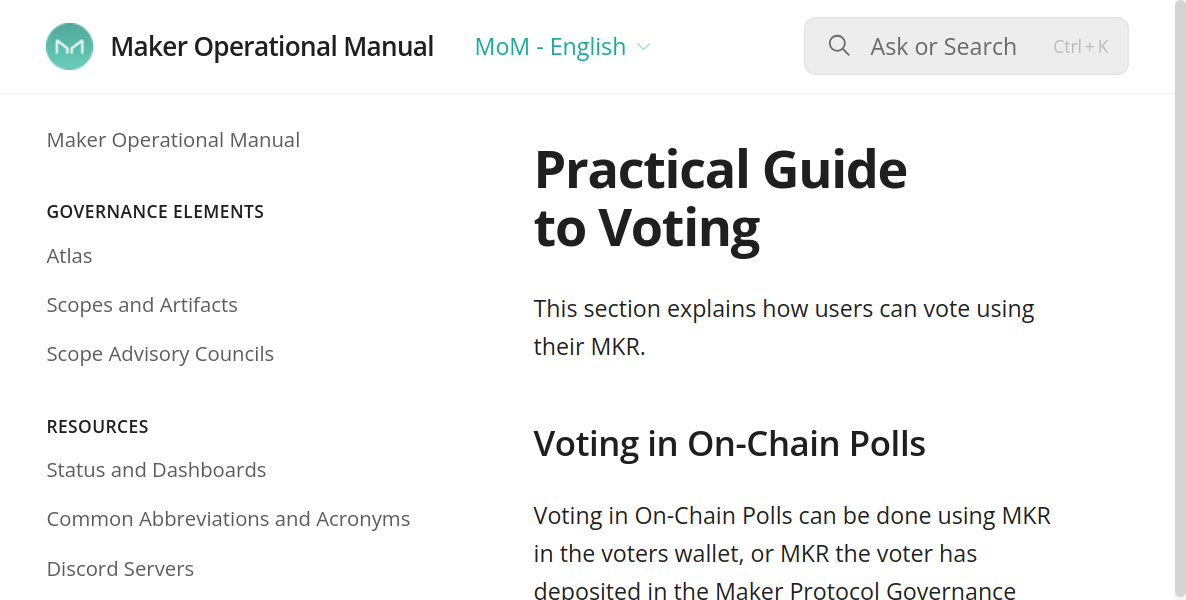 Maker Operational Manual
MoM - English
Ask or Search
Ctrl + K
Maker Operational Manual
GOVERNANCE ELEMENTS
Atlas
Scopes and Artifacts
Scope Advisory Councils
RESOURCES
Status and Dashboards
Common Abbreviations and Acronyms
Discord Servers
Practical Guide
to Voting
This section explains how users can vote using
their MKR.
Voting in On-Chain Polls
Voting in On-Chain Polls can be done using MKR
in the voters wallet, or MKR the voter has
deposited in the Maker Protocol Governance